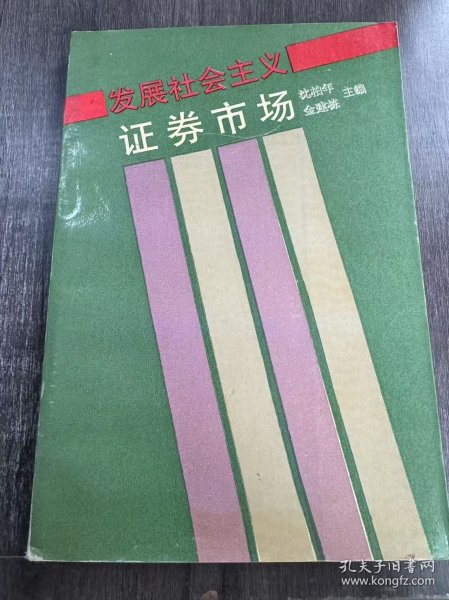 发展社会主义
证券市场
沈柏年 主编
金建栋
孔夫子旧书网
www.kongfz.com